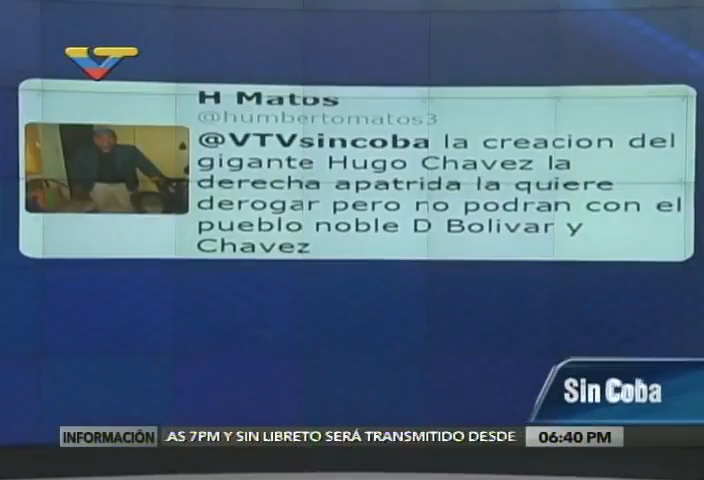 VT
H Matos
@humbertomatos3
@VTVsincoba la creacion del
gigante Hugo Chavez la
derecha apatrida la quiere
derogar pero no podran con el
pueblo noble D Bolivar y
Chavez
Sin Coba
INFORMACIÓN AS 7PM Y SIN LIBRETO SERÁ TRANSMITIDO DESDE 06:40 PM